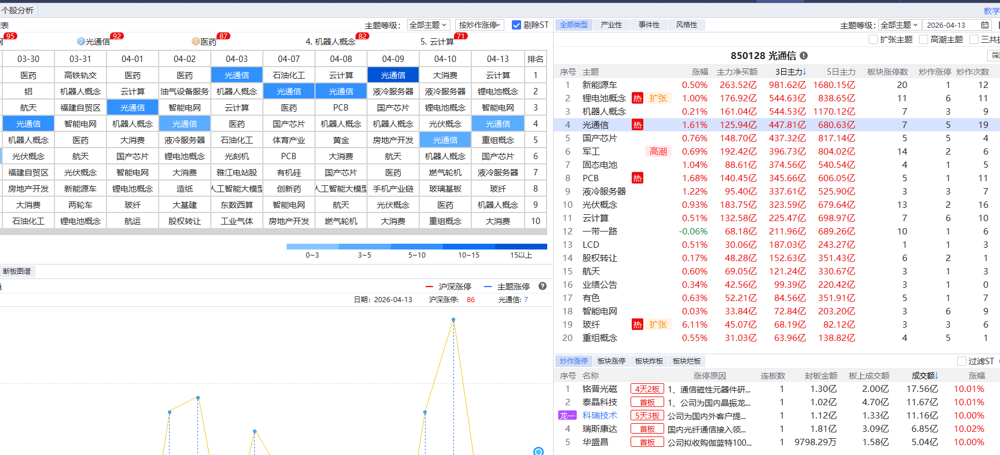 个股分析
教学
表
主题等级： 全部主题 按炒作涨停 剔除ST
95 2 光通信 92 3 医药 87 4. 机器人概念 82 5. 云计算 71
03-30 03-31 04-01 04-02 04-03 04-07 04-08 04-09 04-10 04-13 排名
医药 高铁轨交 医药 医药 光通信 石油化工 云计算 光通信 大消费 云计算 1
铝 机器人概念 云计算 油气设备服务 机器人概念 光通信 光通信 液冷服务器 液冷服务器 锂电池概念 2
航天 福建自贸区 光通信 智能电网 云计算 医药 PCB 国产芯片 锂电池概念 智能电网 3
光通信 智能电网 机器人概念 光通信 医药 国产芯片 机器人概念 机器人概念 光伏概念 光通信 4
机器人概念 医药 大消费 液冷服务器 石油化工 体育产业 黄金 房地产开发 光通信 重组概念 5
光伏概念 航天 国产芯片 锂电池概念 光刻机 PCB 大消费 航天 机器人概念 国产芯片 6
福建自贸区 光伏概念 智能电网 大消费 雅江电站股 有机硅 国产芯片 医药 燃气轮机 液冷服务器 7
房地产开发 新能源车 锂电池概念 造纸 人工智能大模型 创新药 人工智能大模型 手机产业链 玻璃基板 玻纤 8
大消费 两轮车 玻纤 大基建 东数西算 智能电网 航天 光伏概念 医药 机器人概念 9
石油化工 锂电池概念 航运 股权转让 工业气体 房地产开发 燃气轮机 大消费 重组概念 大消费 10
0~3 3~5 5~10 10~15 15以上
断板图谱
沪深涨停 主题涨停 ?
日期：2026-04-13 沪深涨停: 86 光通信: 7
全部类型 产业性 事件性 风格性 主题等级： 全部主题 2026-04-13
扩张主题 高潮主题 三共振
850128 光通信 !
序号 主题 涨幅 主力净买额 3日主力↓ 5日主力 板块涨停数 炒作涨停 炒作次数
1 新能源车 0.50% 263.52亿 981.62亿 1680.15亿 20 1 12
2 锂电池概念 热 扩张 1.00% 176.92亿 544.63亿 838.65亿 11 6 11
3 机器人概念 0.21% 161.04亿 544.53亿 1170.12亿 7 3 9
4 光通信 热 1.61% 125.94亿 447.81亿 680.63亿 7 5 19
5 国产芯片 0.76% 148.70亿 437.32亿 817.14亿 5 5 4
6 军工 高潮 0.69% 192.42亿 396.73亿 804.02亿 14 2 6
7 固态电池 1.04% 88.61亿 374.56亿 540.54亿 4 1 5
8 PCB 热 1.68% 140.45亿 345.66亿 606.05亿 5 1 11
9 液冷服务器 1.22% 95.40亿 337.61亿 525.90亿 3 3 7
10 光伏概念 0.93% 183.75亿 323.59亿 679.64亿 13 2 16
11 云计算 0.51% 132.58亿 225.47亿 698.97亿 7 6 10
12 一带一路 -0.06% 68.18亿 211.96亿 689.26亿 10 1 6
13 LCD 0.51% 30.06亿 187.03亿 243.27亿 1 1 3
14 股权转让 0.17% 48.28亿 152.63亿 351.43亿 6 2 1
15 航天 0.60% 69.05亿 121.24亿 330.67亿 3 1 3
16 业绩公告 0.34% 42.56亿 99.39亿 220.42亿 3 1 0
17 有色 0.63% 52.21亿 84.56亿 351.91亿 5 1 7
18 智能电网 0.03% 33.84亿 72.84亿 203.20亿 3 6 9
19 玻纤 热 扩张 6.11% 45.07亿 68.19亿 82.12亿 3 3 6
20 重组概念 0.55% 31.03亿 63.96亿 138.82亿 4 5 1
炒作涨停 板块涨停 板块炸板 板块烂板 过滤ST
序号 名称 涨停原因 连板数 封板金额 板上成交额 成交额↓ 涨幅
1 铭普光磁 4天2板 1、通信磁性元器件研... 1 1.30亿 2.00亿 17.56亿 10.01%
2 泰晶科技 首板 1、公司为国内晶振龙... 1 1.02亿 4.70亿 11.67亿 10.01%
龙一 科瑞技术 5天3板 公司为国内外客户提... 1 1.12亿 1.33亿 11.16亿 10.00%
4 瑞斯康达 首板 国内光纤通信接入领... 1 1.81亿 3.09亿 6.85亿 10.02%
5 华盛昌 首板 公司拟收购伽蓝特100... 1 9798.29万 1.58亿 5.04亿 10.00%